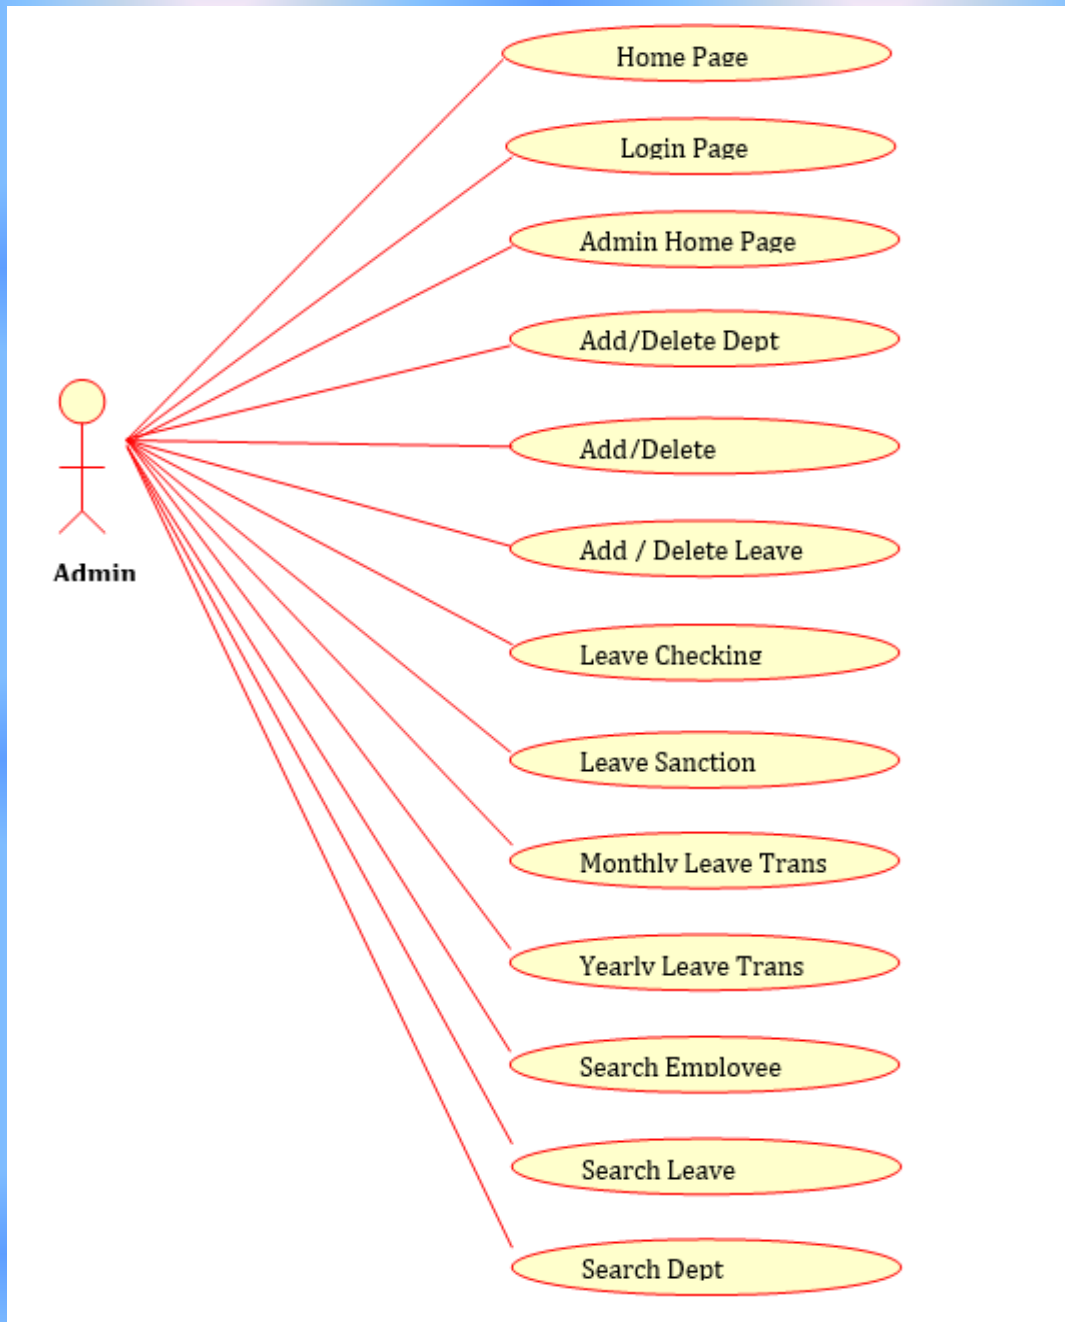 Home Page
Login Page
Admin Home Page
Add/Delete Dept
Add/Delete
Admin
Add / Delete Leave
Leave Checking
Leave Sanction
Monthly Leave Trans
Yearly Leave Trans
Search Employee
Search Leave
Search Dept